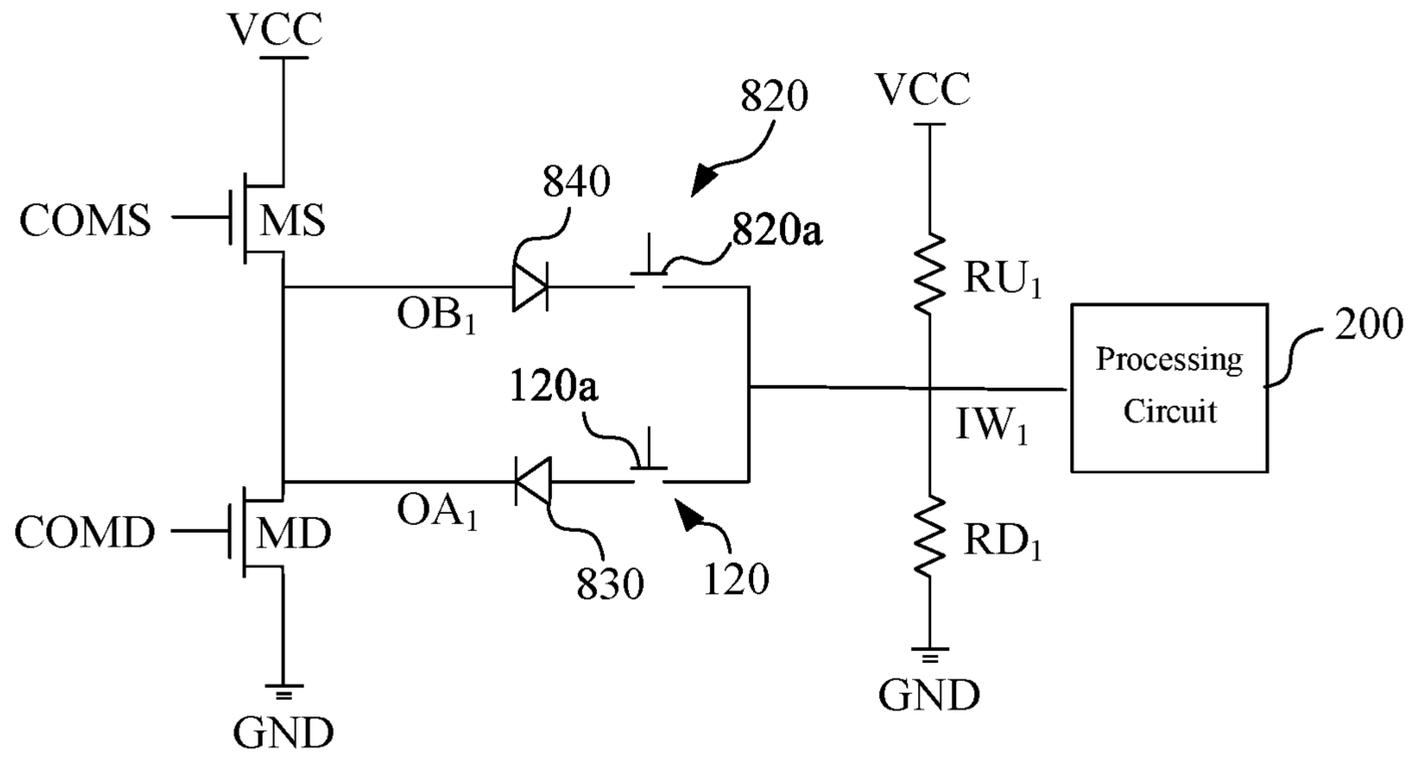 VCC
820
VCC
840
COMS
MS
820a
OB₁
RU₁
200
Processing
Circuit
120a
IW₁
OA₁
COMD
MD
RD₁
830
120
GND
GND